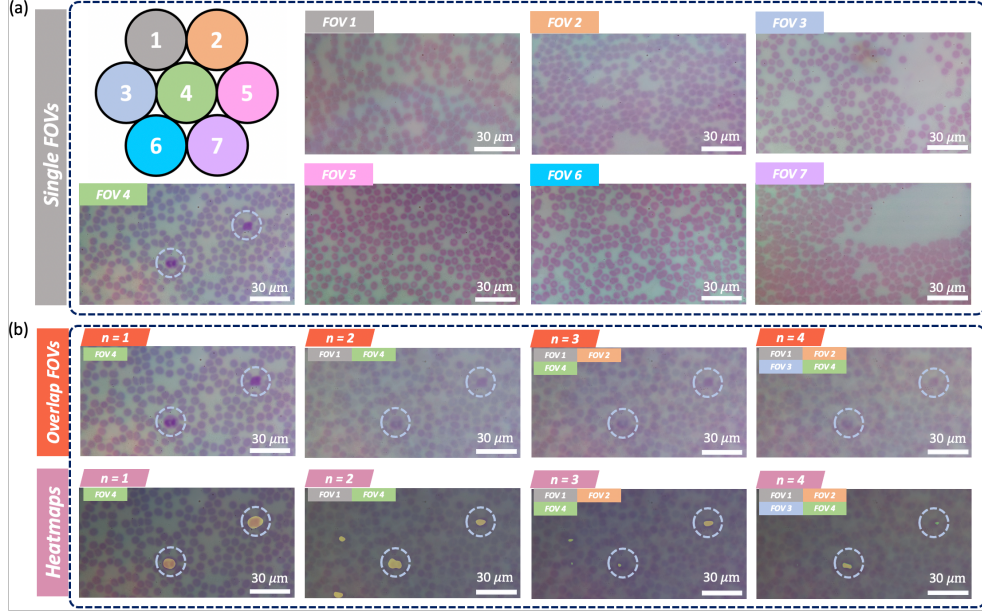 (a)
Single FOVs
1 2
3 4 5
6 7
FOV 1
30 μm
FOV 2
30 μm
FOV 3
30 μm
FOV 4
30 μm
FOV 5
30 μm
FOV 6
30 μm
FOV 7
30 μm
(b)
Overlap FOVs
n = 1
FOV 4
30 μm
n = 2
FOV 1 FOV 4
30 μm
n = 3
FOV 1 FOV 2
FOV 4
30 μm
n = 4
FOV 1 FOV 2
FOV 3 FOV 4
30 μm
Heatmaps
n = 1
FOV 4
30 μm
n = 2
FOV 1 FOV 4
30 μm
n = 3
FOV 1 FOV 2
FOV 4
30 μm
n = 4
FOV 1 FOV 2
FOV 3 FOV 4
30 μm